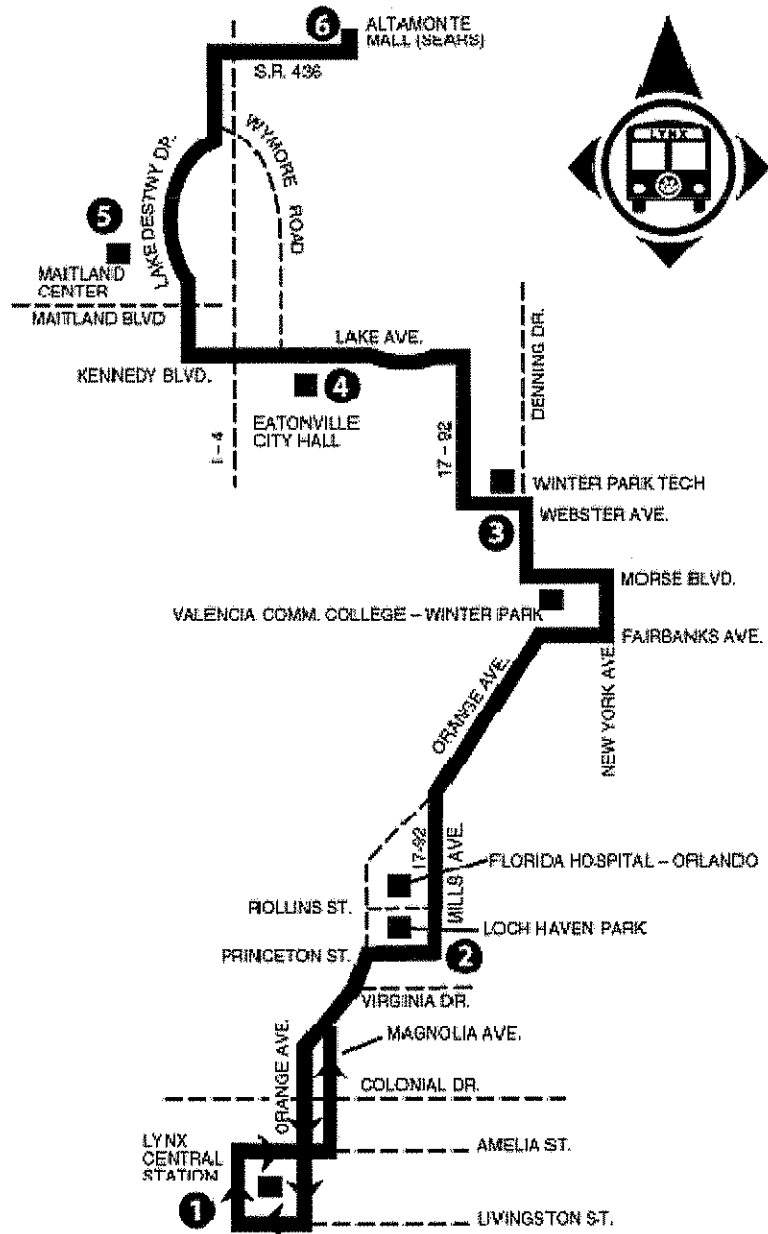 6
ALTAMONTE
MALL (SEARS)
S.R. 436
LYNX
WYMORE ROAD
LAKE DESTINY DR.
5
MAITLAND
CENTER
MAITLAND BLVD
LAKE AVE.
KENNEDY BLVD.
4
DENNING DR.
EATONVILLE
CITY HALL
I-4
17-92
WINTER PARK TECH
3
WEBSTER AVE.
MORSE BLVD.
VALENCIA COMM. COLLEGE - WINTER PARK
FAIRBANKS AVE.
ORANGE AVE.
NEW YORK AVE.
17-92
MILLS AVE.
FLORIDA HOSPITAL - ORLANDO
ROLLINS ST.
LOCH HAVEN PARK
PRINCETON ST.
2
VIRGINIA DR.
MAGNOLIA AVE.
ORANGE AVE.
COLONIAL DR.
LYNX
CENTRAL
STATION
AMELIA ST.
1
LIVINGSTON ST.